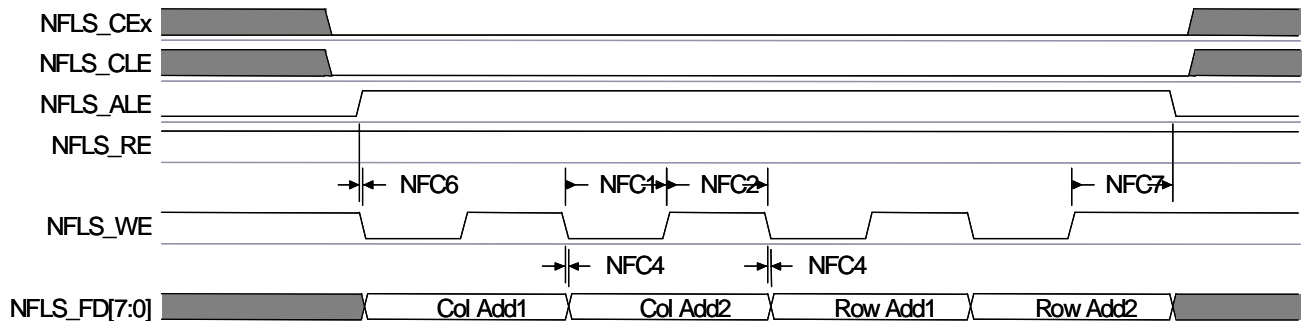 NFLS_CEx
NFLS_CLE
NFLS_ALE
NFLS_RE
NFC6 NFC1 NFC2 NFC7
NFLS_WE
NFC4 NFC4
NFLS_FD[7:0] Col Add1 Col Add2 Row Add1 Row Add2